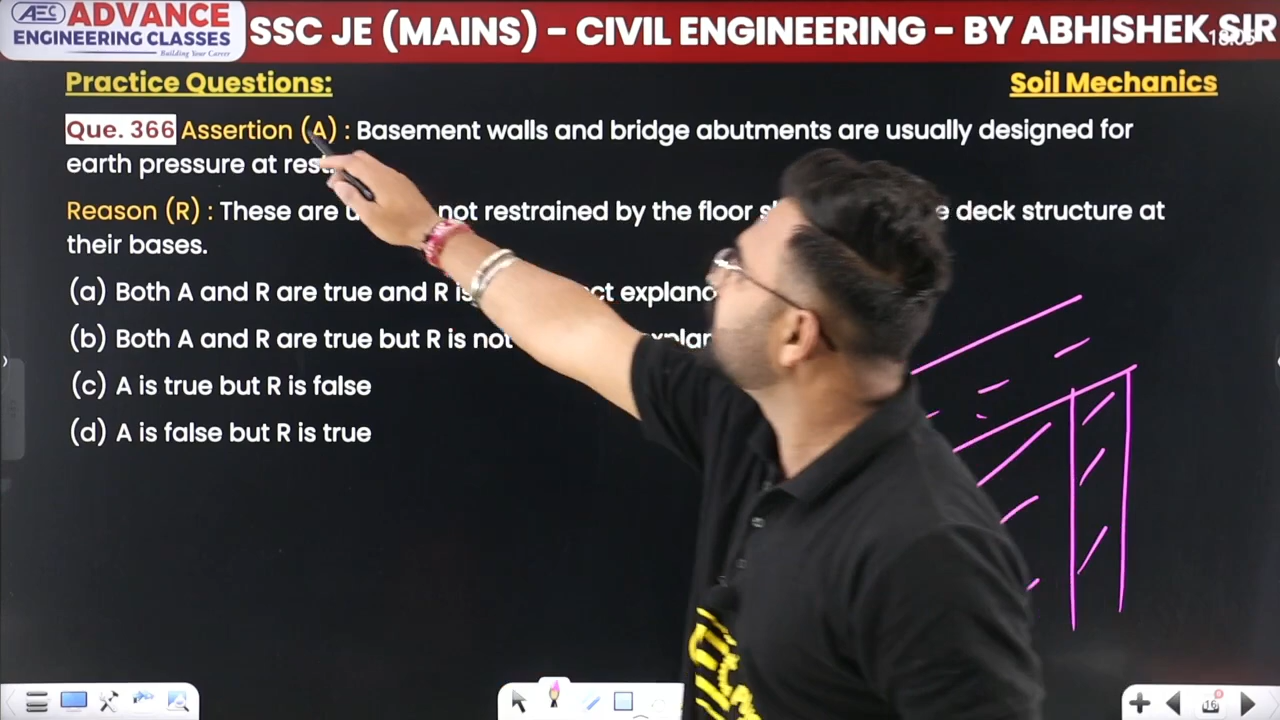 AEC ADVANCE
ENGINEERING CLASSES
Building Your Career
SSC JE (MAINS) - CIVIL ENGINEERING - BY ABHISHEK SIR
Practice Questions:
Soil Mechanics
Que. 366 Assertion (A) : Basement walls and bridge abutments are usually designed for
earth pressure at rest.
Reason (R) : These are not restrained by the floor deck structure at
their bases.
(a) Both A and R are true and R is
(b) Both A and R are true but R is not
(c) A is true but R is false
(d) A is false but R is true
16